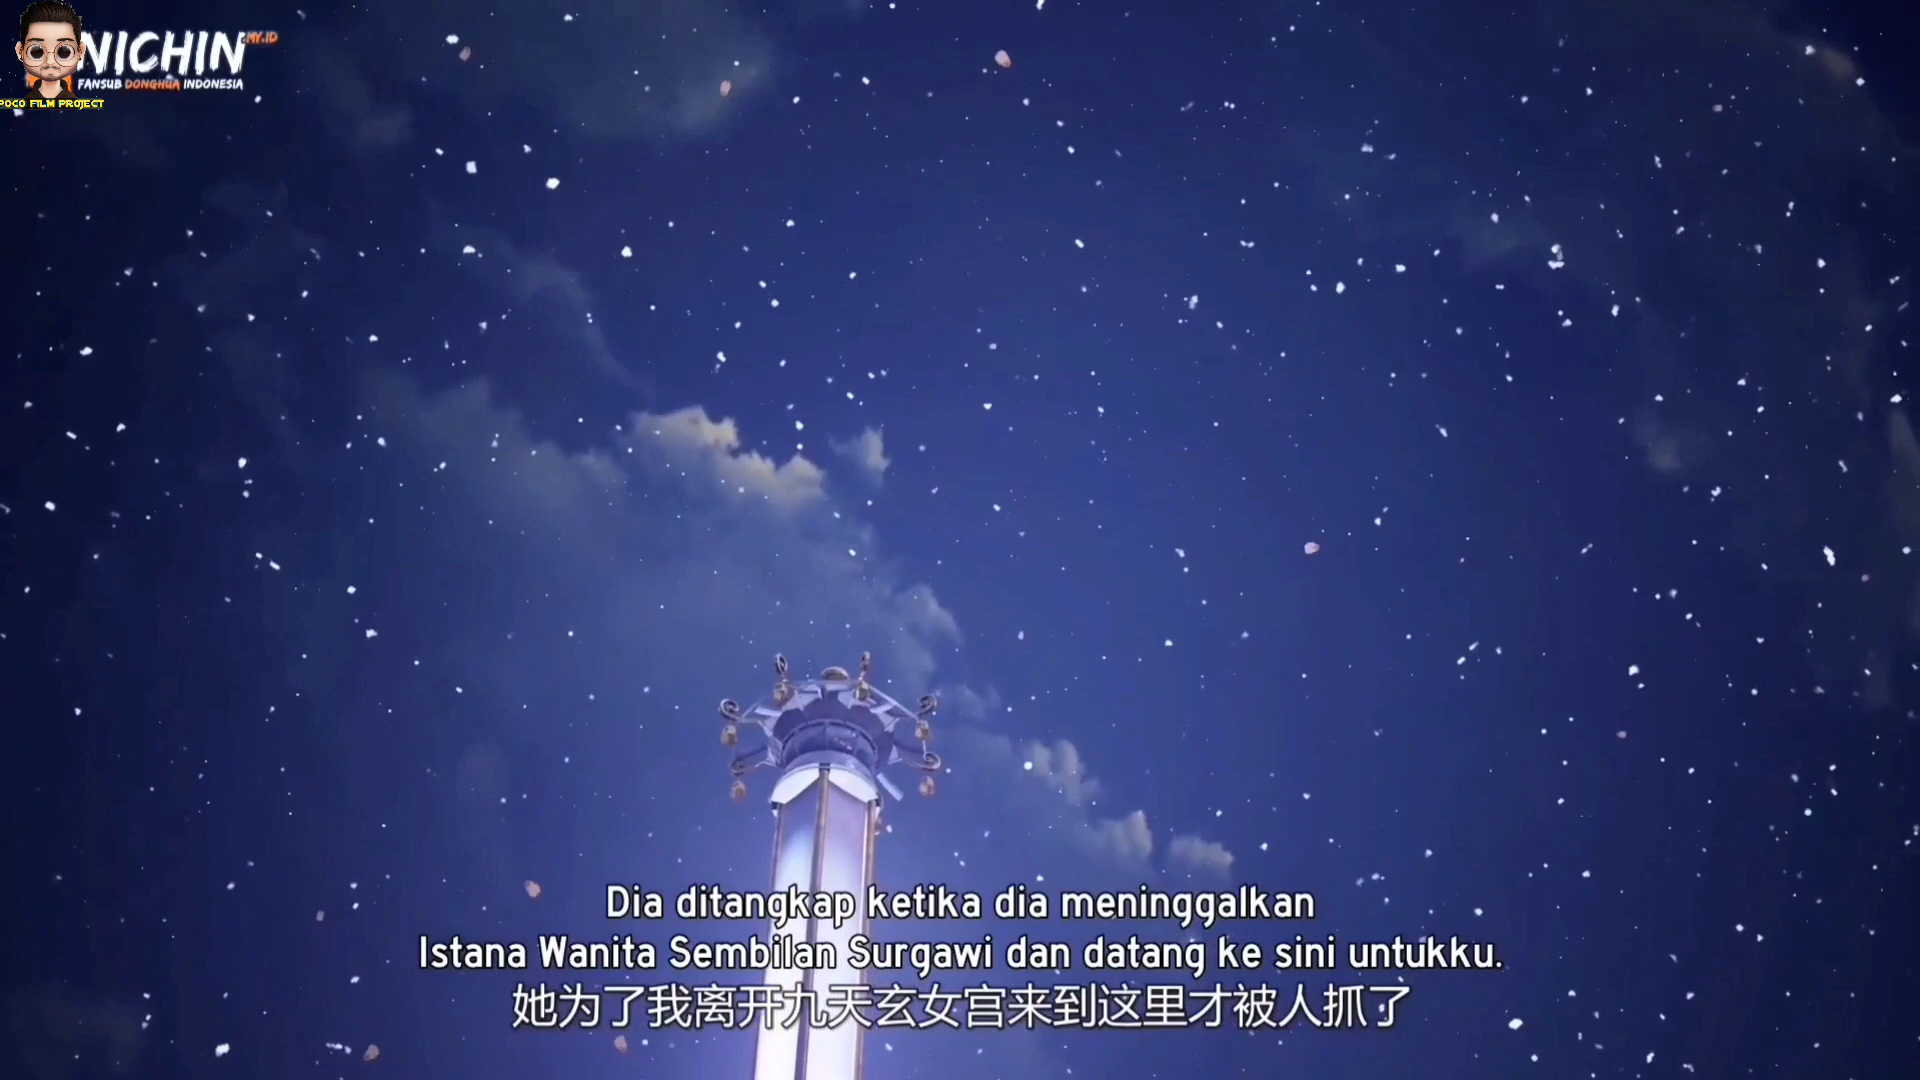 NICHIN.MY.ID
FANSUB DONGHUA INDONESIA
POCO FILM PROJECT
Dia ditangkap ketika dia meninggalkan
Istana Wanita Sembilan Surgawi dan datang ke sini untukku.
她为了我离开九天玄女宫来到这里才被人抓了